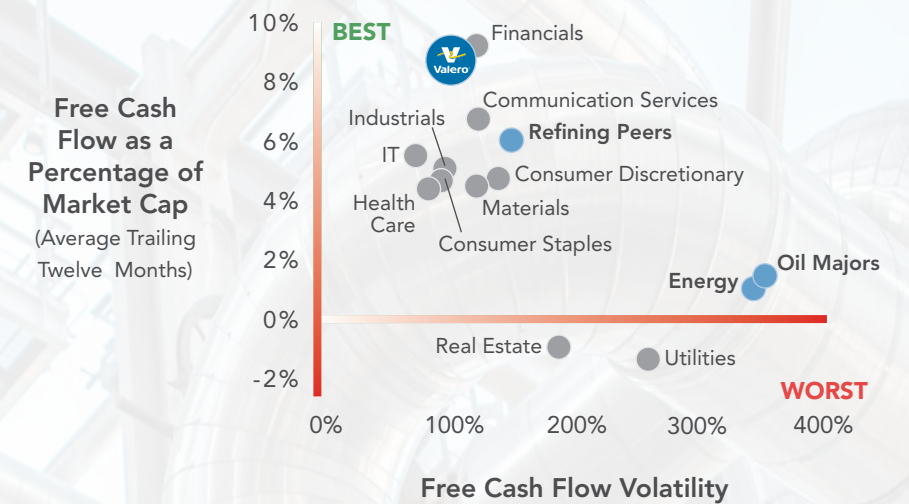 10%
BEST
Financials
Valero
8%
Free Cash
Flow as a
Percentage of
Market Cap
(Average Trailing
Twelve Months)
Communication Services
Industrials
Refining Peers
6%
IT
Consumer Discretionary
4%
Health
Care
Materials
Consumer Staples
2%
Oil Majors
Energy
0%
Real Estate
Utilities
-2%
WORST
0%
100%
200%
300%
400%
Free Cash Flow Volatility